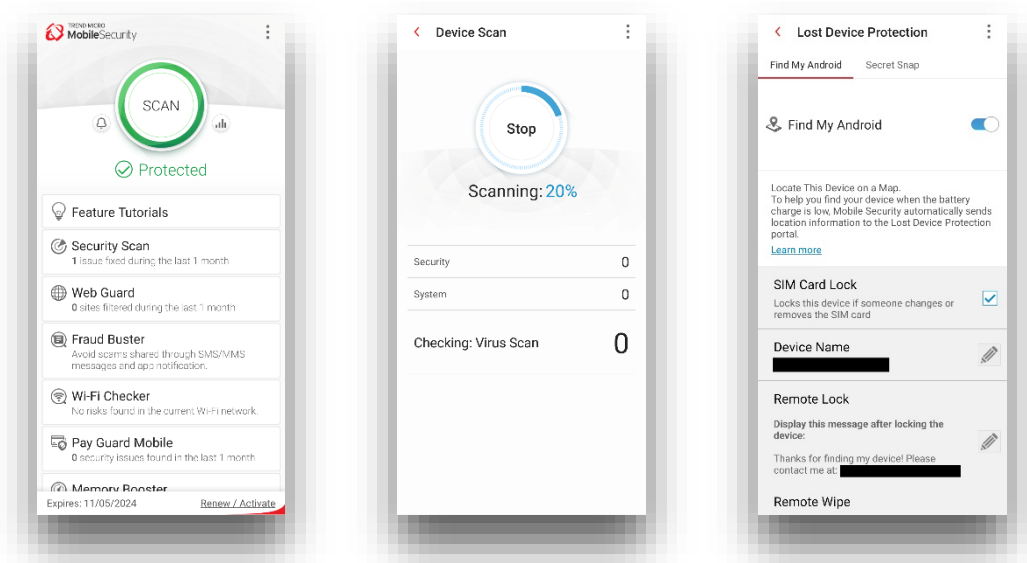 TREND MICRO
MobileSecurity
SCAN
Protected
Feature Tutorials
Security Scan
1 issue fixed during the last 1 month
Web Guard
0 sites filtered during the last 1 month
Fraud Buster
Avoid scams shared through SMS/MMS
messages and app notification.
Wi-Fi Checker
No risks found in the current Wi-Fi network.
Pay Guard Mobile
0 security issues found in the last 1 month
Memory Booster
Expires: 11/05/2024 Renew / Activate
Device Scan
Stop
Scanning: 20%
Security 0
System 0
Checking: Virus Scan 0
Lost Device Protection
Find My Android Secret Snap
Find My Android
Locate This Device on a Map.
To help you find your device when the battery
charge is low, Mobile Security automatically sends
location information to the Lost Device Protection
portal.
Learn more
SIM Card Lock
Locks this device if someone changes or
removes the SIM card
Device Name
Remote Lock
Display this message after locking the
device:
Thanks for finding my device! Please
contact me at:
Remote Wipe